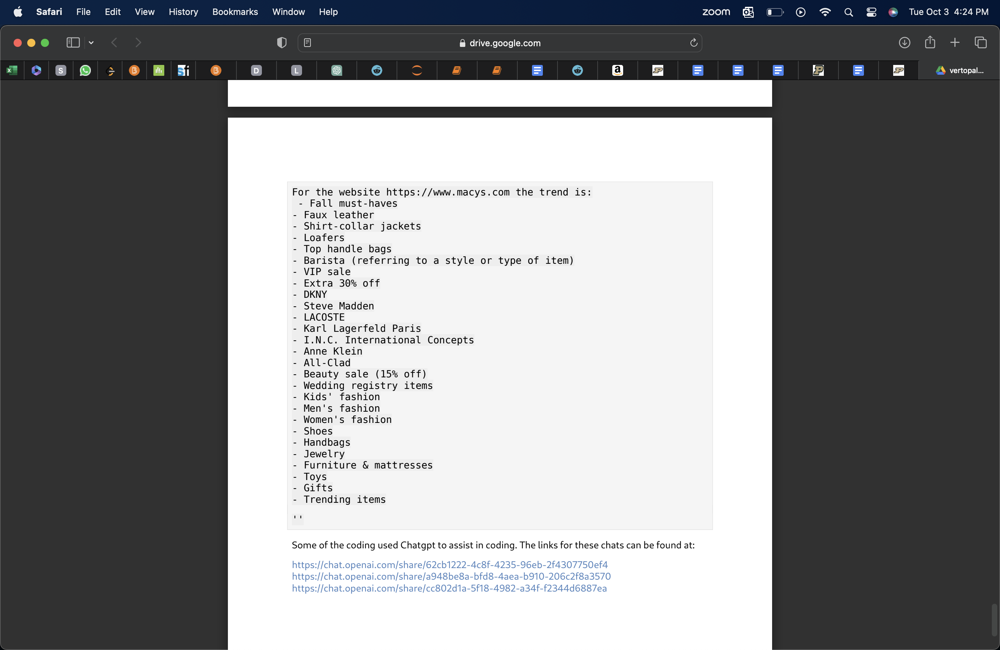 Safari File Edit View History Bookmarks Window Help zoom Tue Oct 3 4:24 PM
drive.google.com
X S B B D L a P P P vertopal...
For the website https://www.macys.com the trend is:
- Fall must-haves
- Faux leather
- Shirt-collar jackets
- Loafers
- Top handle bags
- Barista (referring to a style or type of item)
- VIP sale
- Extra 30% off
- DKNY
- Steve Madden
- LACOSTE
- Karl Lagerfeld Paris
- I.N.C. International Concepts
- Anne Klein
- All-Clad
- Beauty sale (15% off)
- Wedding registry items
- Kids' fashion
- Men's fashion
- Women's fashion
- Shoes
- Handbags
- Jewelry
- Furniture & mattresses
- Toys
- Gifts
- Trending items
''
Some of the coding used Chatgpt to assist in coding. The links for these chats can be found at:
https://chat.openai.com/share/62cb1222-4c8f-4235-96eb-2f4307750ef4
https://chat.openai.com/share/a948be8a-bfd8-4aea-b910-206c2f8a3570
https://chat.openai.com/share/cc802d1a-5f18-4982-a34f-f2344d6887ea